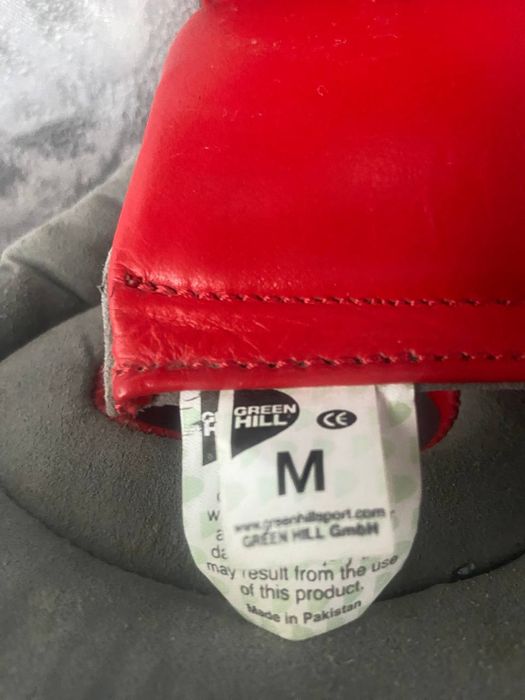 GREEN
HILL
CE
M
www.greenhillsport.com
GREEN HILL GmbH
may result from the use
of this product.
Made in Pakistan